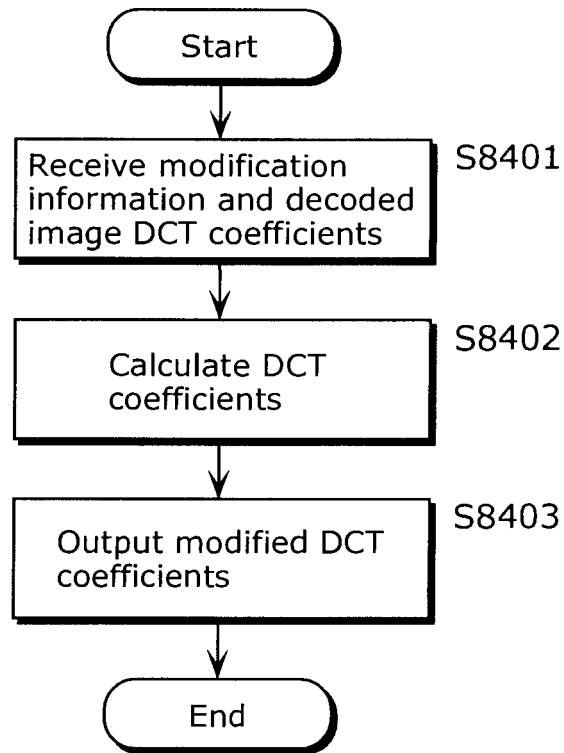 Start
Receive modification
information and decoded
image DCT coefficients
S8401
Calculate DCT
coefficients
S8402
Output modified DCT
coefficients
S8403
End